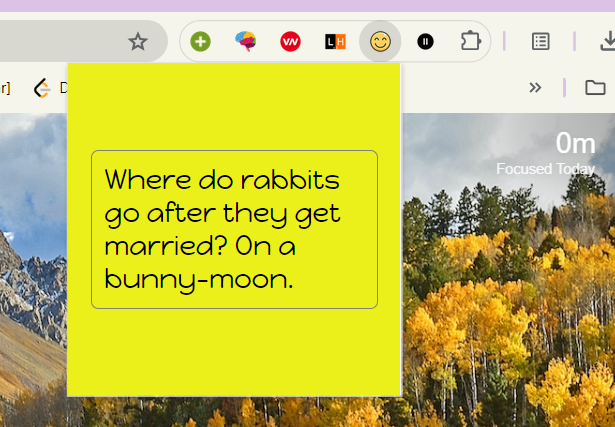 VN
L H
r]
D
»
0m
Focused Today
Where do rabbits
go after they get
married? On a
bunny-moon.